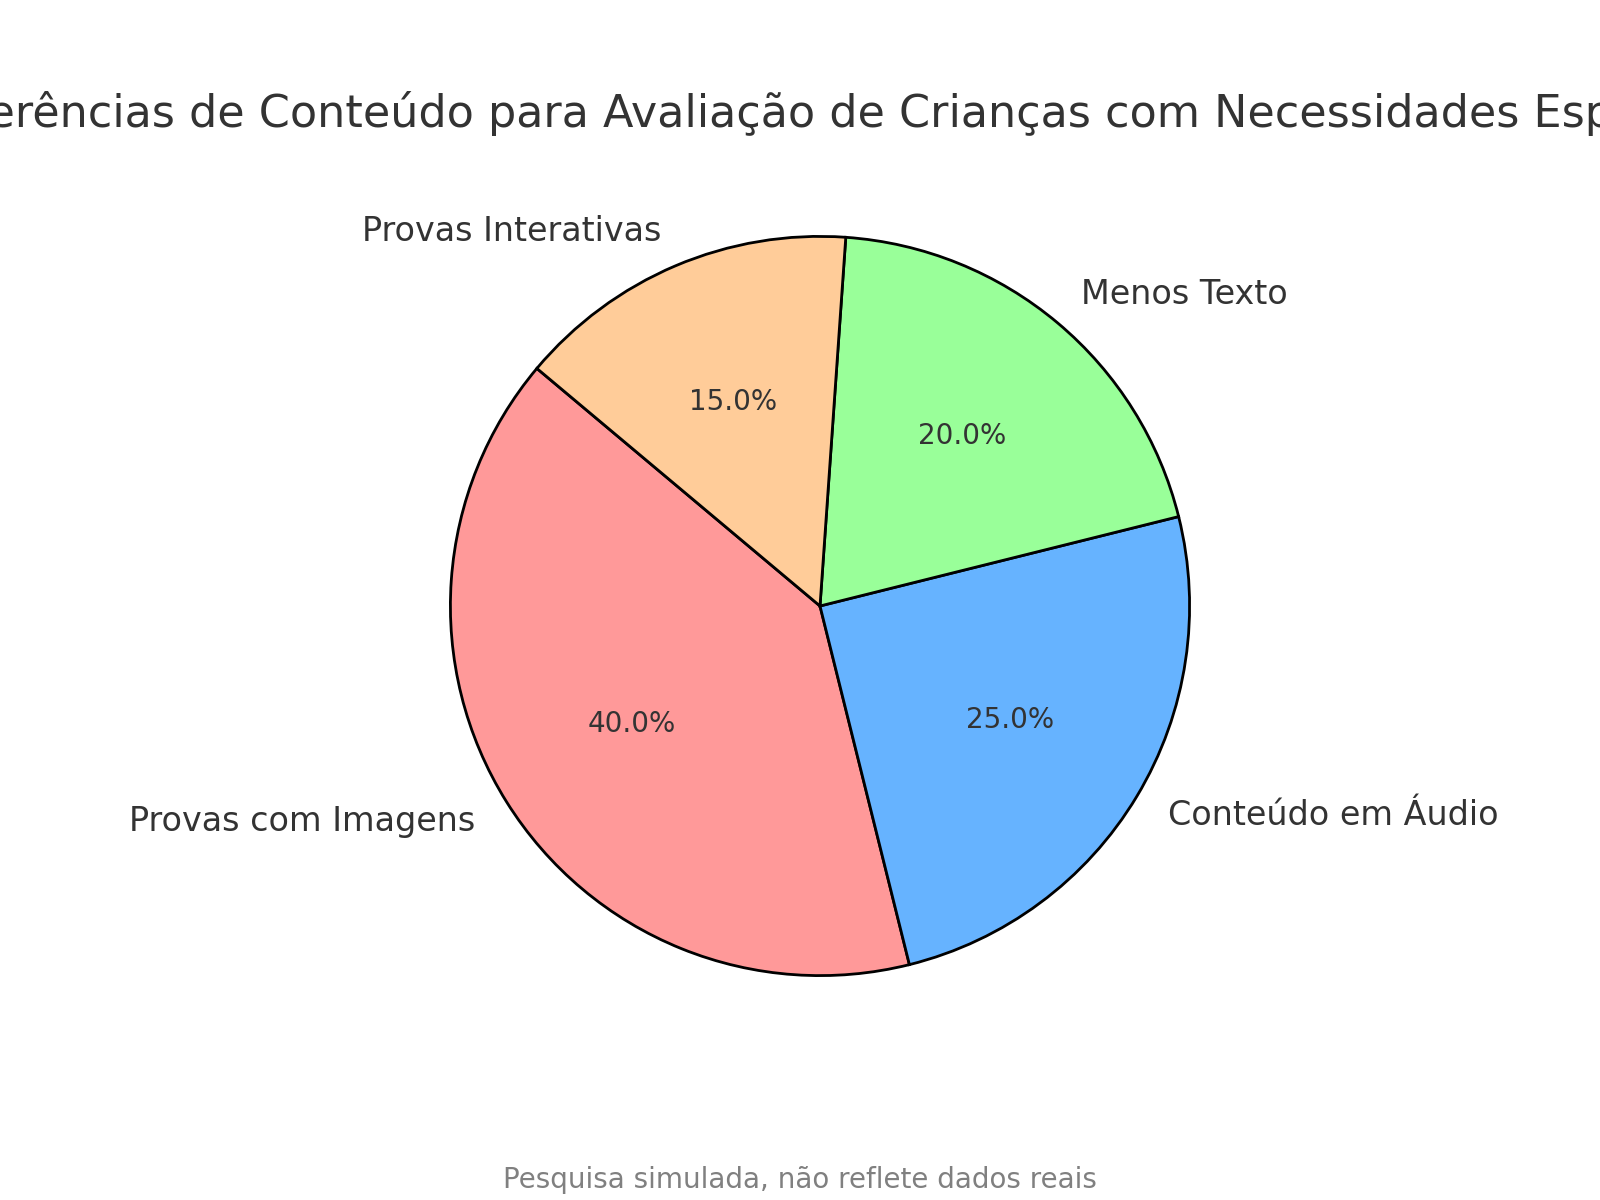 erências de Conteúdo para Avaliação de Crianças com Necessidades Esp
Provas Interativas
Menos Texto
15.0%
20.0%
40.0%
25.0%
Provas com Imagens
Conteúdo em Áudio
Pesquisa simulada, não reflete dados reais